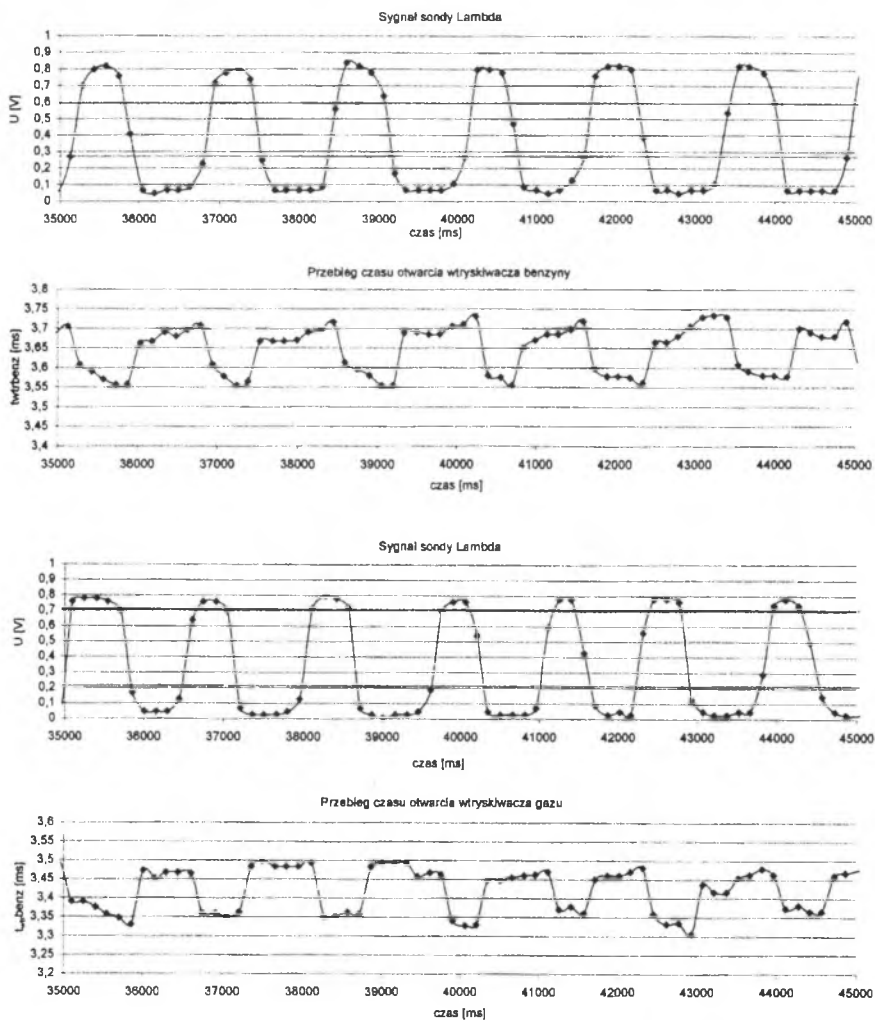 Sygnał sondy Lambda
1
0,9
0,8
0,7
0,6
0,5
0,4
0,3
0,2
0,1
0
U [V]
35000 36000 37000 38000 39000 40000 41000 42000 43000 44000 45000
czas [ms]
Przebieg czasu otwarcia wtryskiwacza benzyny
3,8
3,75
3,7
3,65
3,6
3,55
3,5
3,45
3,4
twtrbenz [ms]
35000 36000 37000 38000 39000 40000 41000 42000 43000 44000 45000
czas [ms]
Sygnał sondy Lambda
1
0,9
0,8
0,7
0,6
0,5
0,4
0,3
0,2
0,1
0
U [V]
35000 36000 37000 38000 39000 40000 41000 42000 43000 44000 45000
czas [ms]
Przebieg czasu otwarcia wtryskiwacza gazu
3,6
3,55
3,5
3,45
3,4
3,35
3,3
3,25
3,2
[ms]
35000 36000 37000 38000 39000 40000 41000 42000 43000 44000 45000
czas [ms]